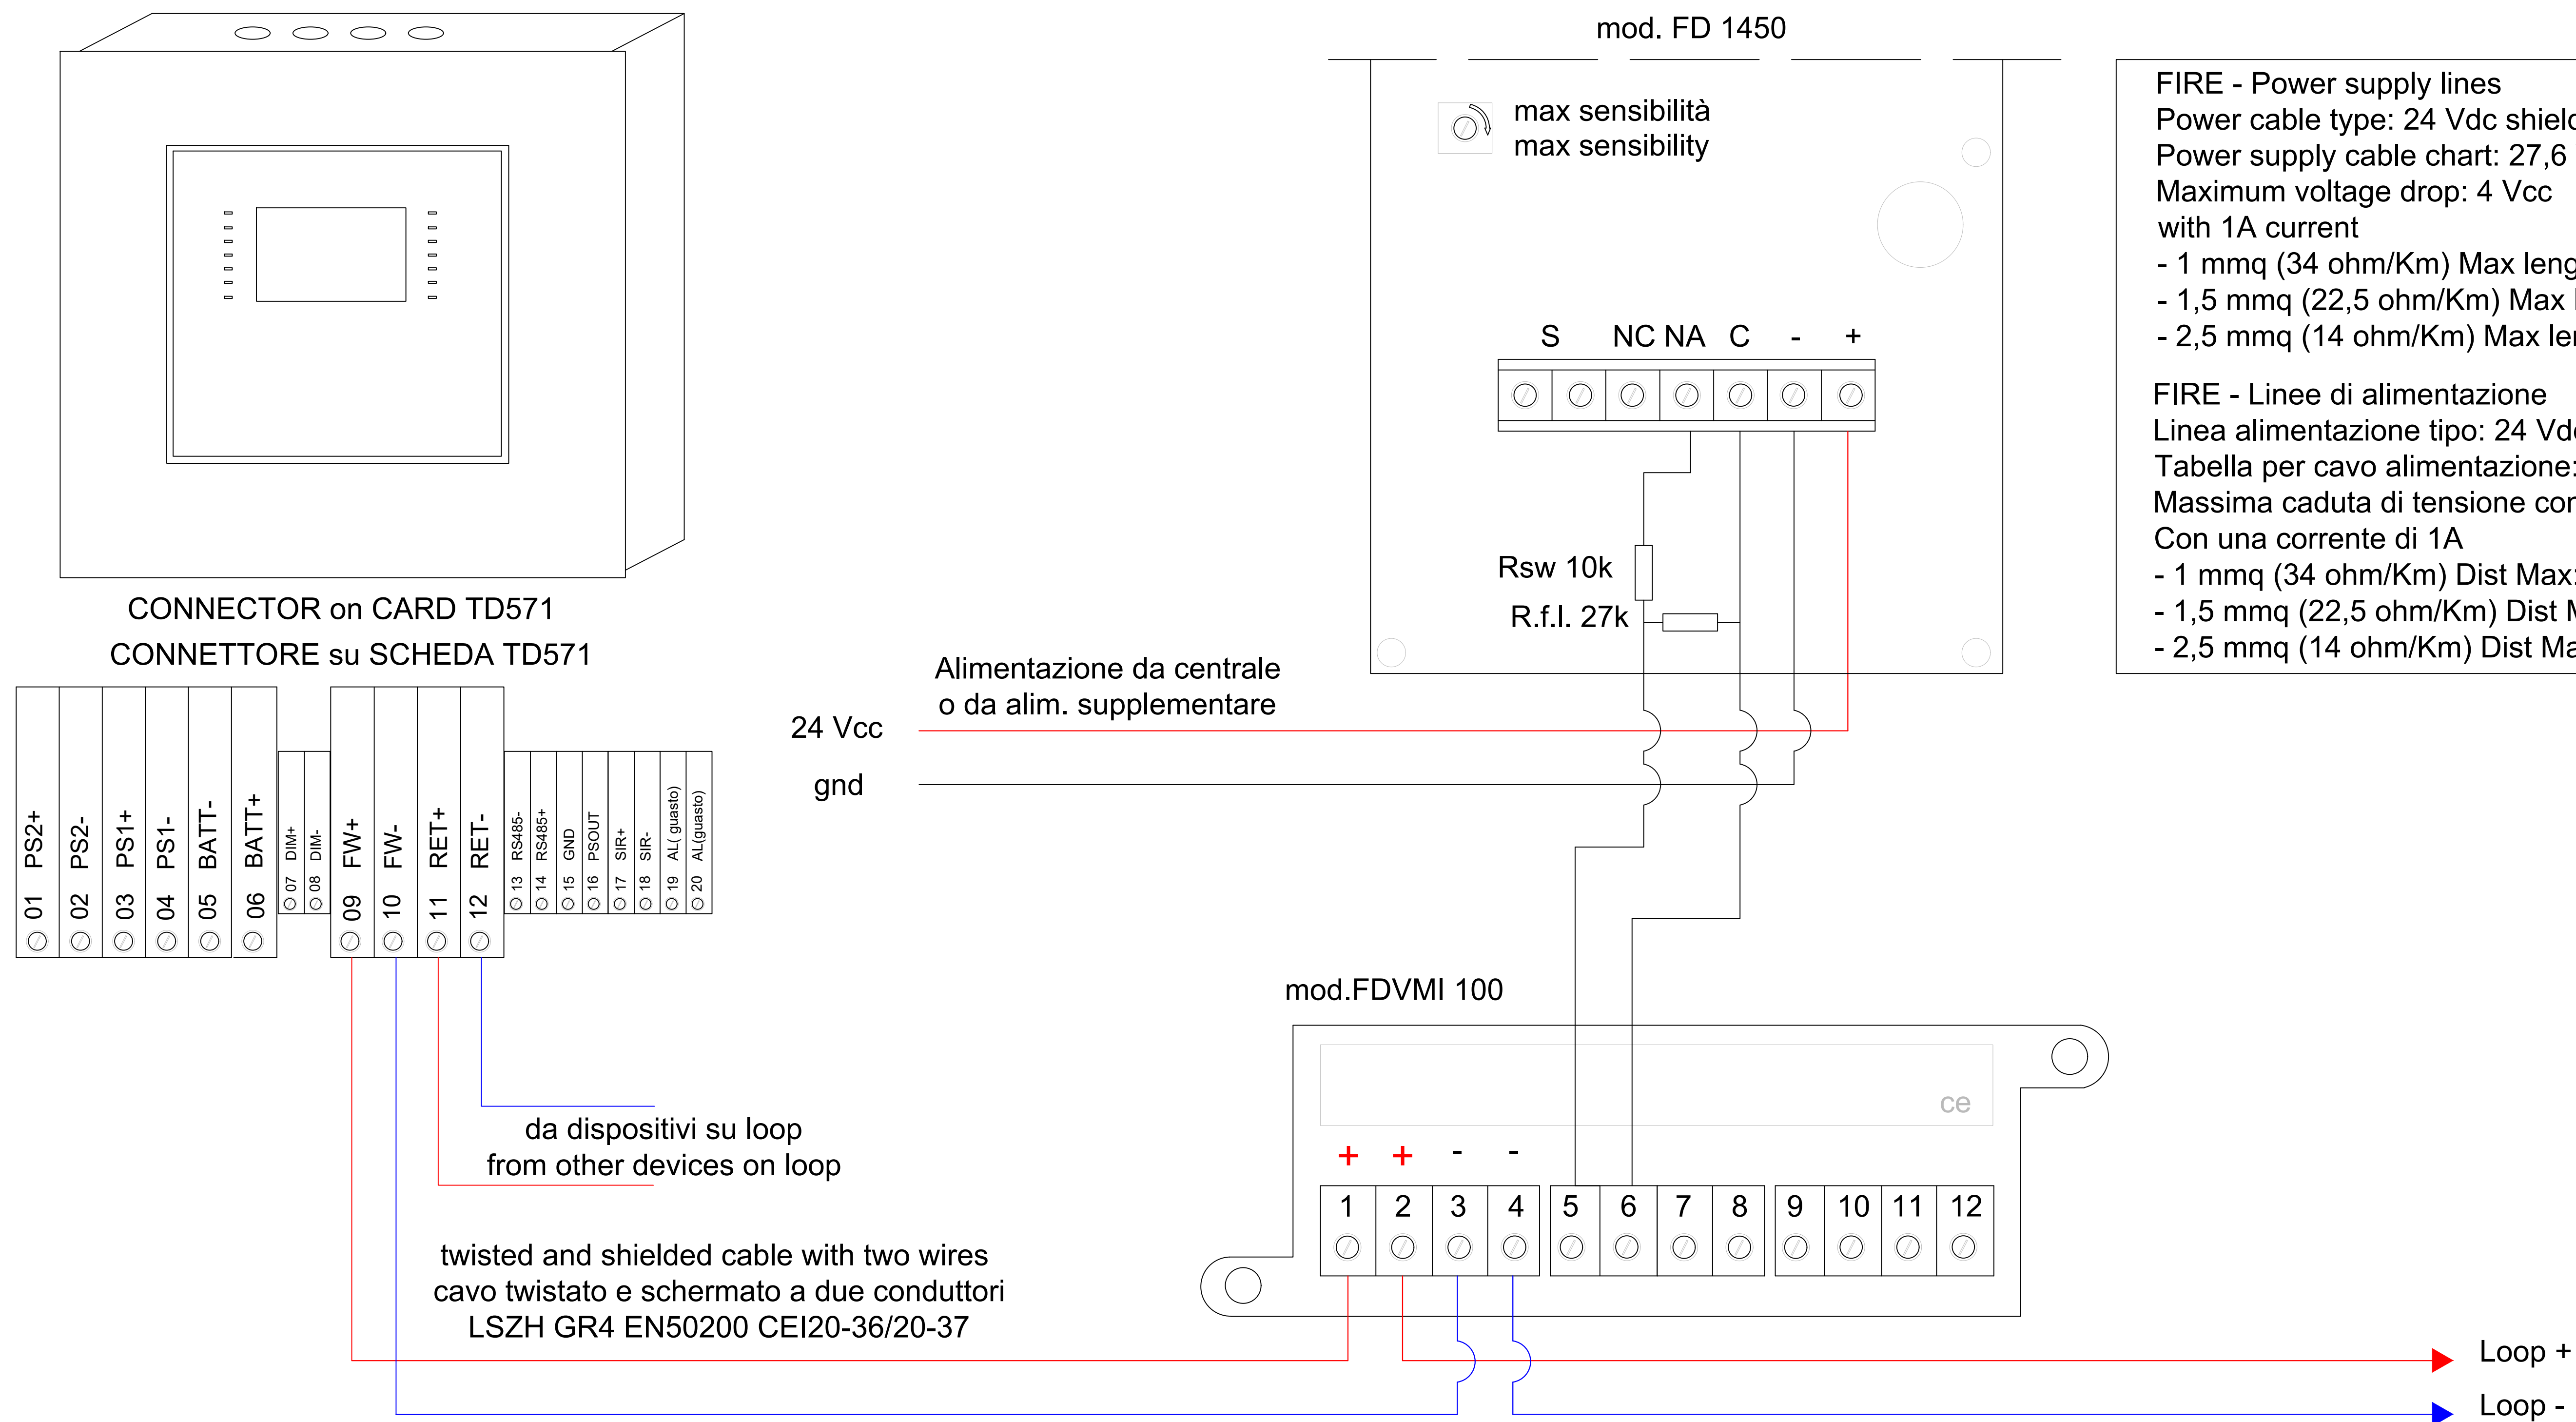 mod. FD 1450
max sensibilità
max sensibility
S NC NA C - +
Rsw 10k
R.f.l. 27k
FIRE - Power supply lines
Power cable type: 24 Vdc
Power supply cable chart: 27,6
Maximum voltage drop: 4 Vcc
with 1A current
- 1 mmq (34 ohm/Km) Max
- 1,5 mmq (22,5 ohm/Km) Max
- 2,5 mmq (14 ohm/Km) Max
FIRE - Linee di alimentazione
Linea alimentazione tipo: 24
Tabella per cavo alimentazione:
Massima caduta di tensione
Con una corrente di 1A
- 1 mmq (34 ohm/Km) Dist Max:
- 1,5 mmq (22,5 ohm/Km) Dist
- 2,5 mmq (14 ohm/Km) Dist
CONNECTOR on CARD TD571
CONNETTORE su SCHEDA TD571
01 PS2+
02 PS2-
03 PS1+
04 PS1-
05 BATT-
06 BATT+
07 DIM+
08 DIM-
09 FW+
10 FW-
11 RET+
12 RET-
13 RS485-
14 RS485+
15 GND
16 PSOUT
17 SIR+
18 SIR-
19 AL( guasto)
20 AL(guasto)
Alimentazione da centrale
o da alim. supplementare
24 Vcc
gnd
da dispositivi su loop
from other devices on loop
twisted and shielded cable with two wires
cavo twistato e schermato a due conduttori
LSZH GR4 EN50200 CEI20-36/20-37
mod.FDVMI 100
ce
+ + - -
1 2 3 4 5 6 7 8 9 10 11 12
Loop +
Loop -